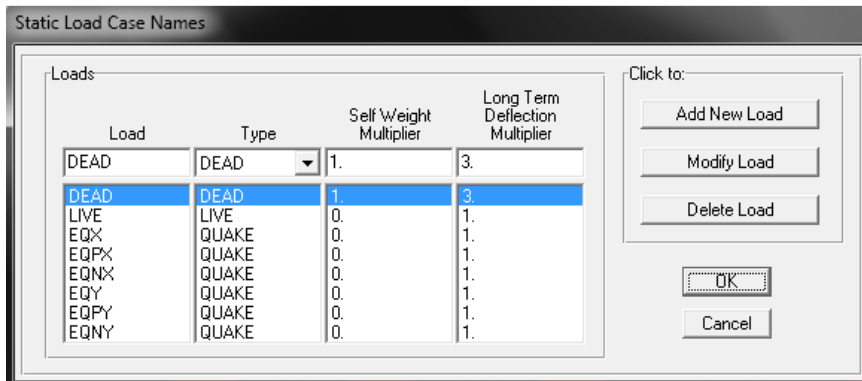 Static Load Case Names
Loads
Load Type Self Weight Multiplier Long Term Deflection Multiplier
DEAD DEAD 1. 3.
DEAD DEAD 1. 3.
LIVE LIVE 0. 1.
EQX QUAKE 0. 1.
EQPX QUAKE 0. 1.
EQNX QUAKE 0. 1.
EQY QUAKE 0. 1.
EQPY QUAKE 0. 1.
EQNY QUAKE 0. 1.
Click to:
Add New Load
Modify Load
Delete Load
OK
Cancel